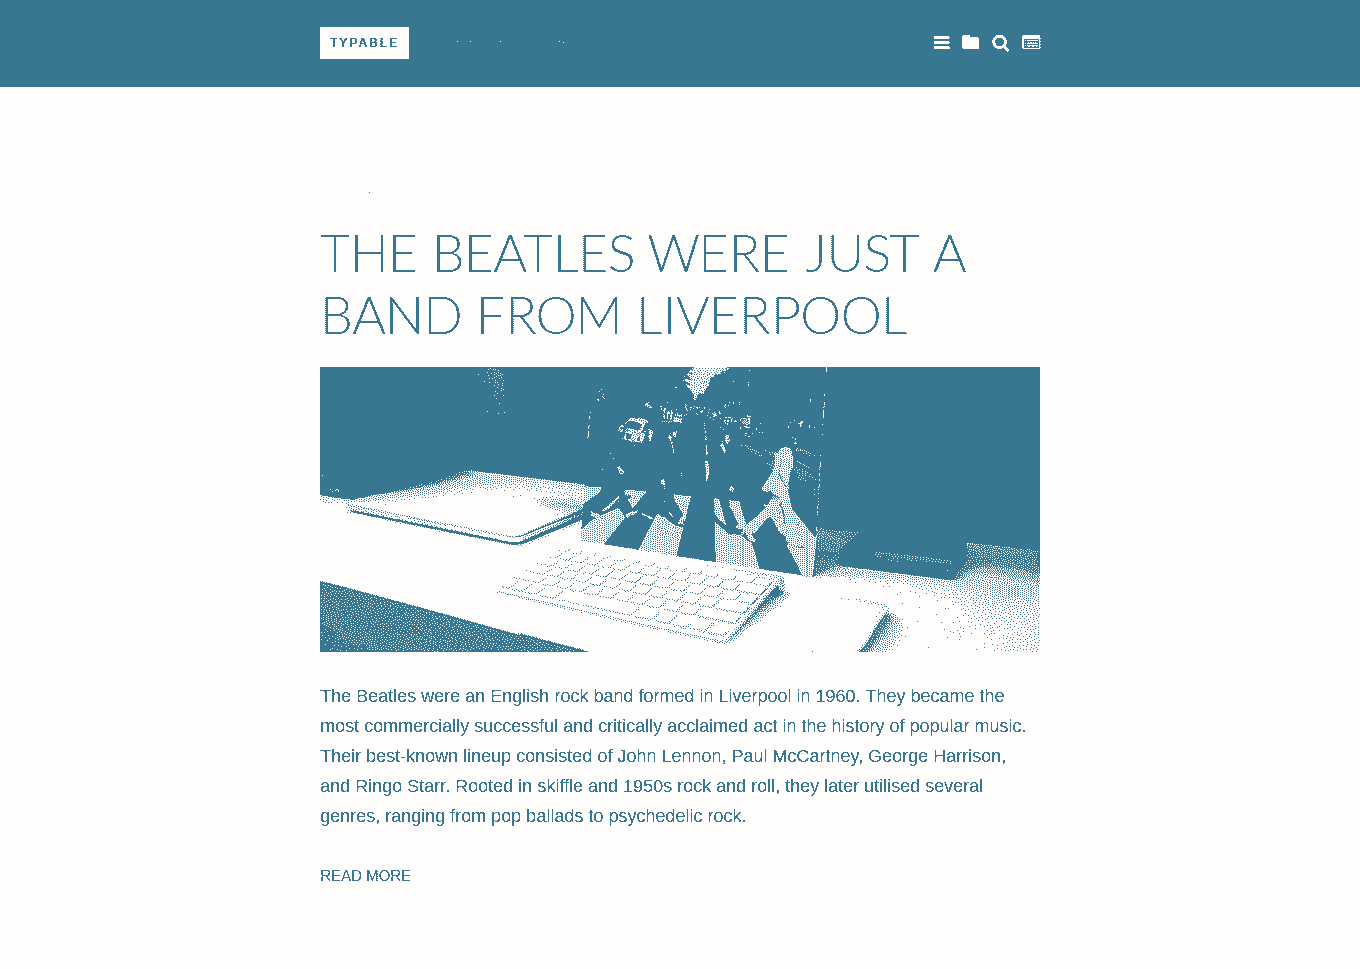 TYPABLE
THE BEATLES WERE JUST A
BAND FROM LIVERPOOL
The Beatles were an English rock band formed in Liverpool in 1960. They became the
most commercially successful and critically acclaimed act in the history of popular music.
Their best-known lineup consisted of John Lennon, Paul McCartney, George Harrison,
and Ringo Starr. Rooted in skiffle and 1950s rock and roll, they later utilised several
genres, ranging from pop ballads to psychedelic rock.
READ MORE